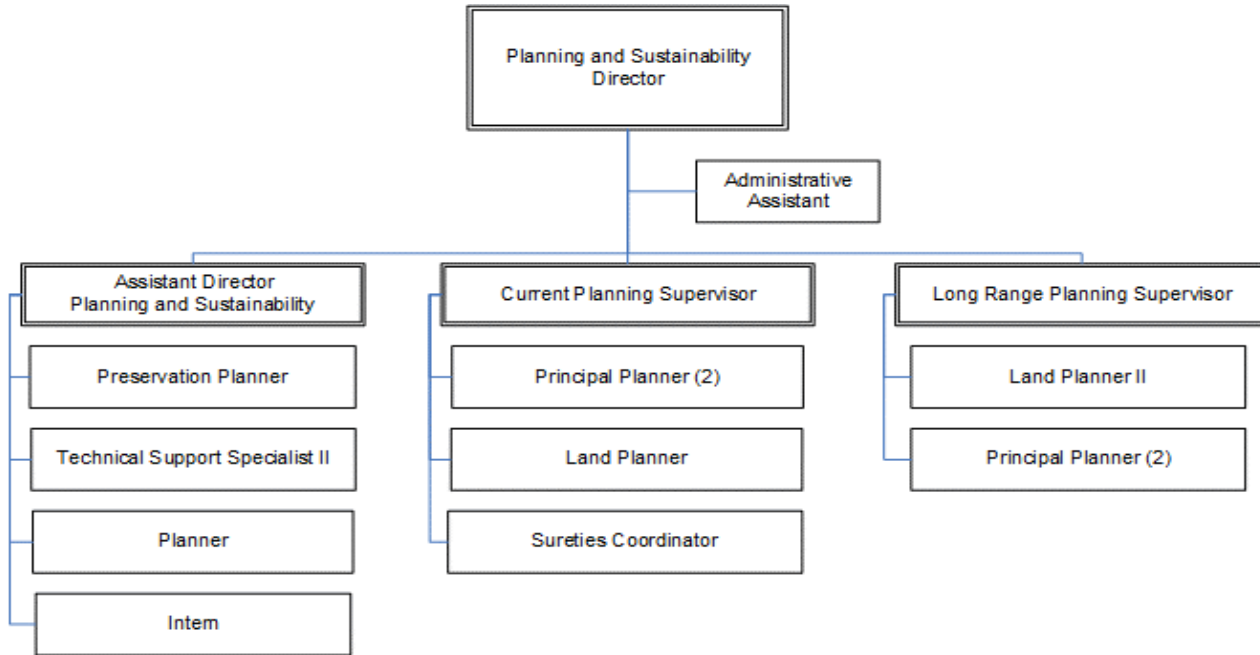 Planning and Sustainability
Director
Administrative
Assistant
Assistant Director
Planning and Sustainability
Current Planning Supervisor
Long Range Planning Supervisor
Preservation Planner
Principal Planner (2)
Land Planner II
Technical Support Specialist II
Land Planner
Principal Planner (2)
Planner
Sureties Coordinator
Intern